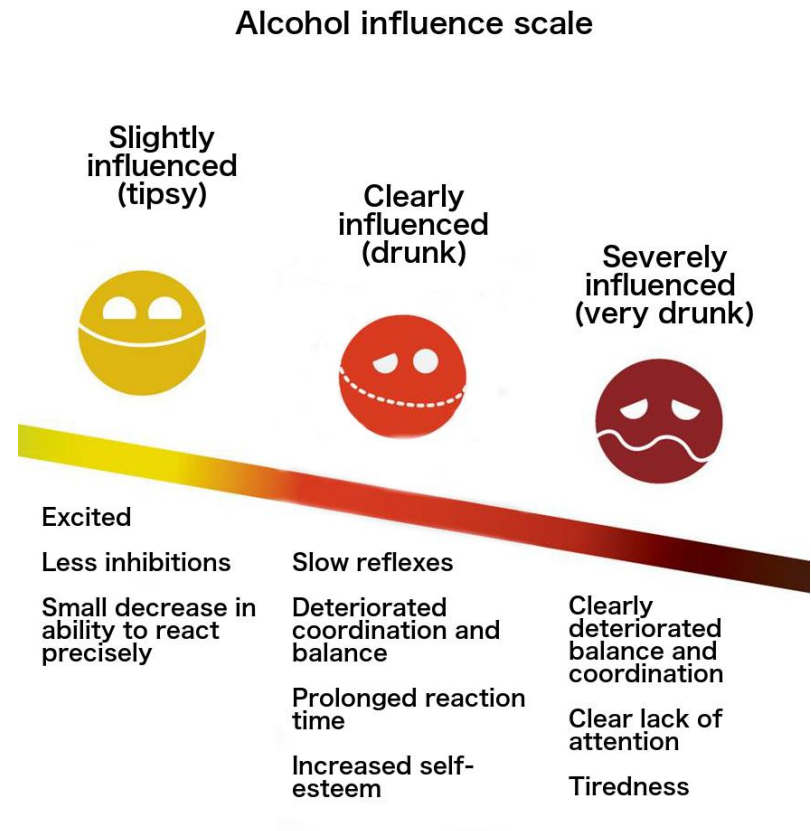 Alcohol influence scale
Slightly
influenced
(tipsy)
Clearly
influenced
(drunk)
Severely
influenced
(very drunk)
Excited
Less inhibitions
Small decrease in
ability to react
precisely
Slow reflexes
Deteriorated
coordination and
balance
Prolonged reaction
time
Increased self-
esteem
Clearly
deteriorated
balance and
coordination
Clear lack of
attention
Tiredness